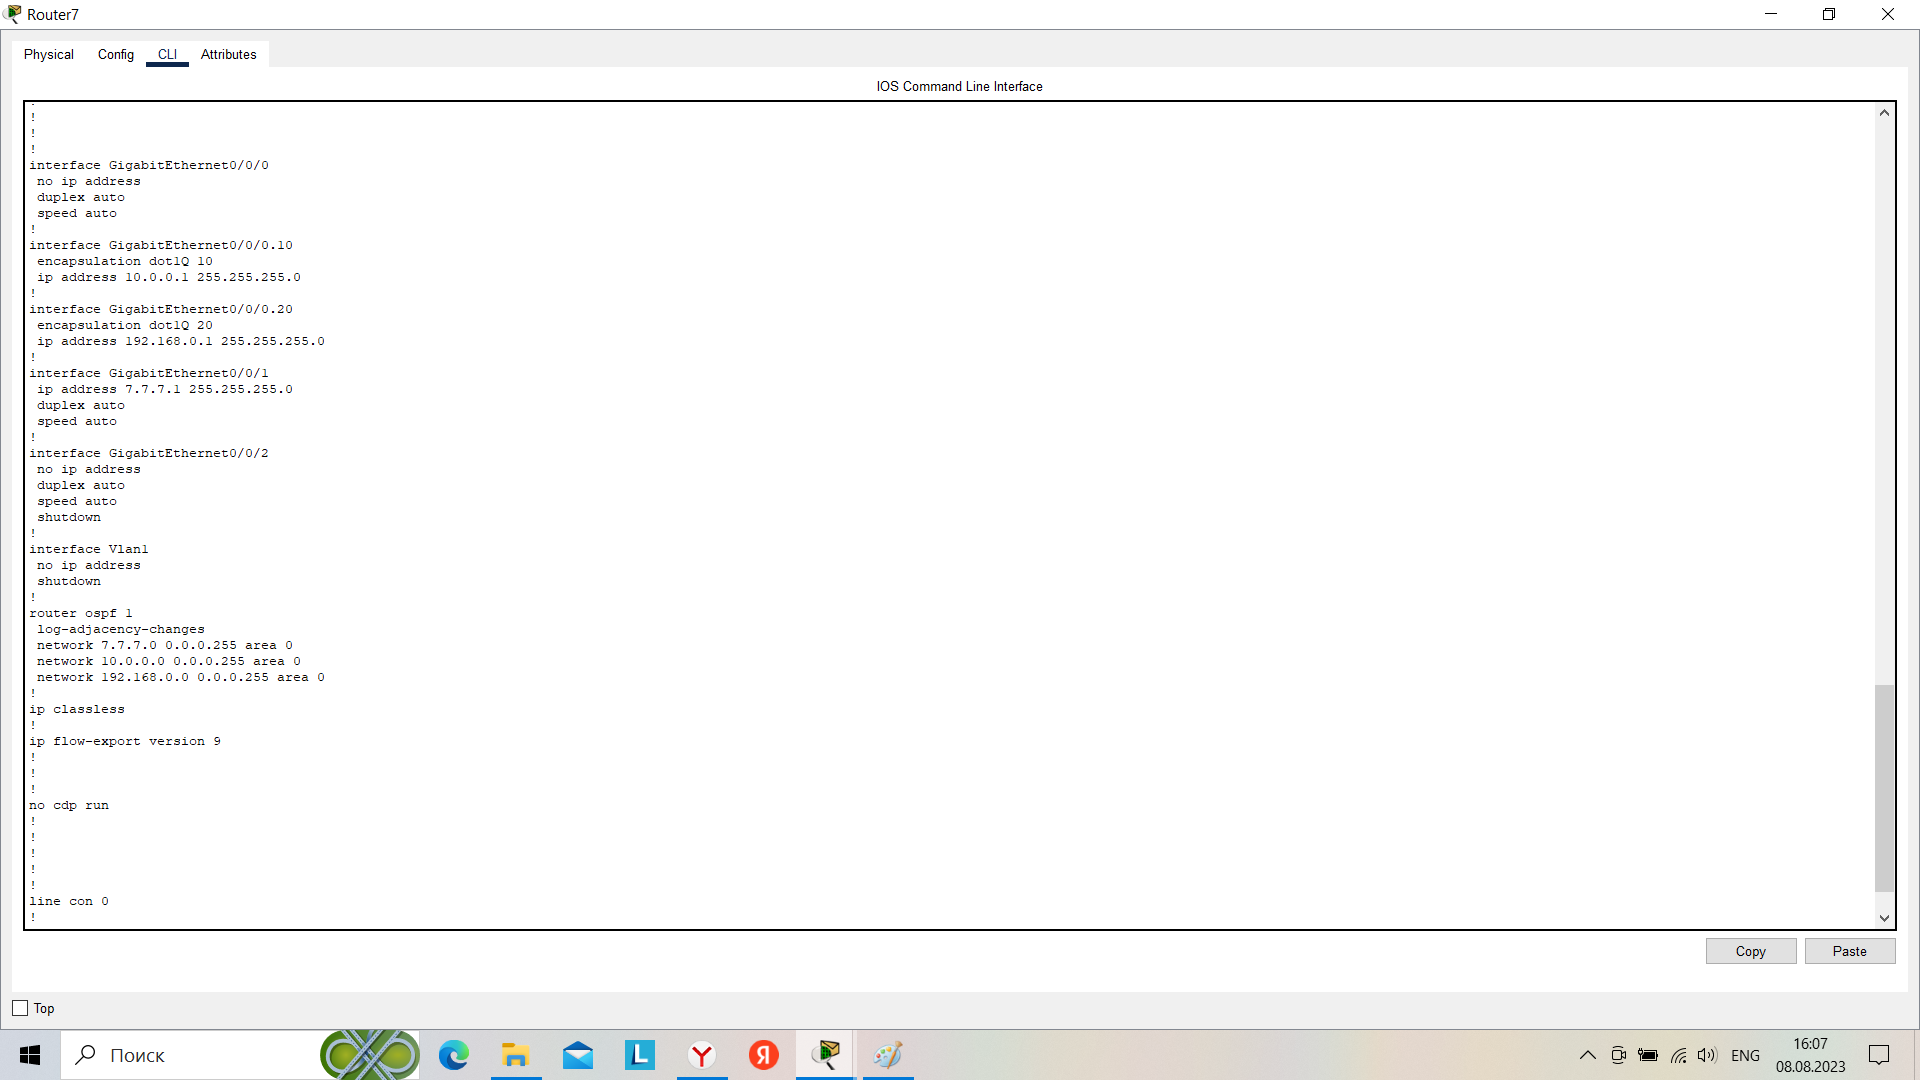 Router7
Physical Config CLI Attributes
IOS Command Line Interface
!
!
!
!
interface GigabitEthernet0/0/0
 no ip address
 duplex auto
 speed auto
!
interface GigabitEthernet0/0/0.10
 encapsulation dot1Q 10
 ip address 10.0.0.1 255.255.255.0
!
interface GigabitEthernet0/0/0.20
 encapsulation dot1Q 20
 ip address 192.168.0.1 255.255.255.0
!
interface GigabitEthernet0/0/1
 ip address 7.7.7.1 255.255.255.0
 duplex auto
 speed auto
!
interface GigabitEthernet0/0/2
 no ip address
 duplex auto
 speed auto
 shutdown
!
interface Vlan1
 no ip address
 shutdown
!
router ospf 1
 log-adjacency-changes
 network 7.7.7.0 0.0.0.255 area 0
 network 10.0.0.0 0.0.0.255 area 0
 network 192.168.0.0 0.0.0.255 area 0
!
ip classless
!
ip flow-export version 9
!
!
!
no cdp run
!
!
!
!
!
line con 0
!
Copy Paste
Top
Поиск
L
Y
Я
ENG
16:07
08.08.2023